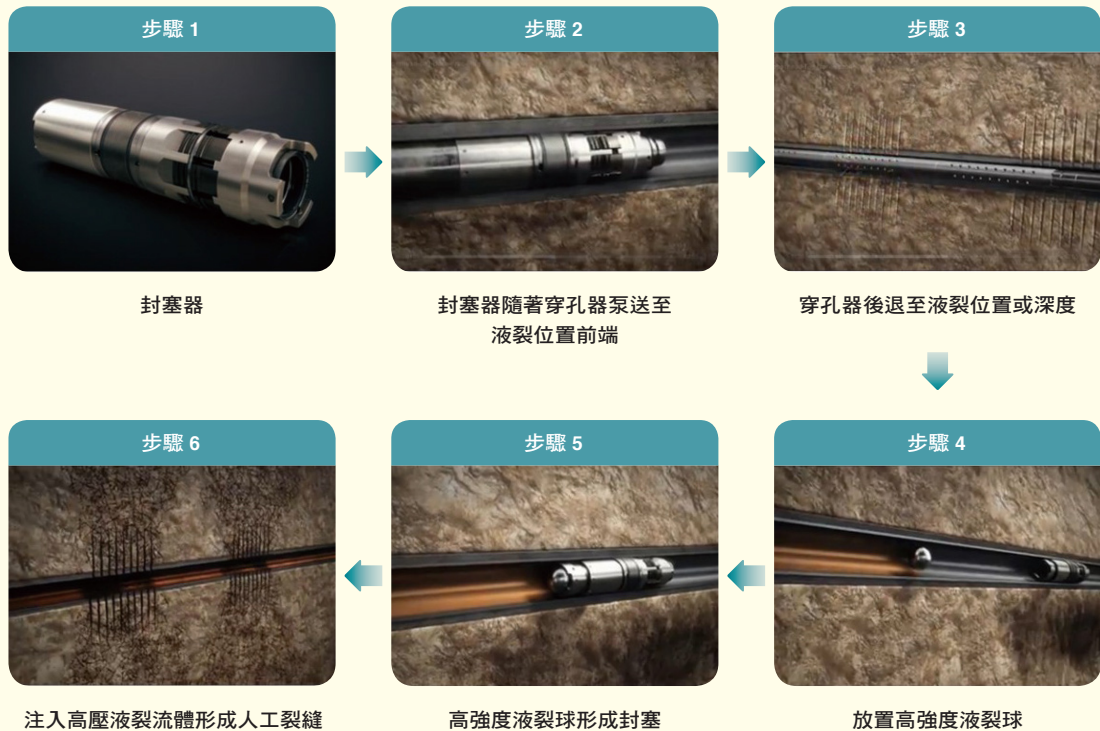 步驟 1
封塞器
步驟 2
封塞器隨著穿孔器泵送至
液裂位置前端
步驟 3
穿孔器後退至液裂位置或深度
步驟 4
放置高強度液裂球
步驟 5
高強度液裂球形成封塞
步驟 6
注入高壓液裂流體形成人工裂縫